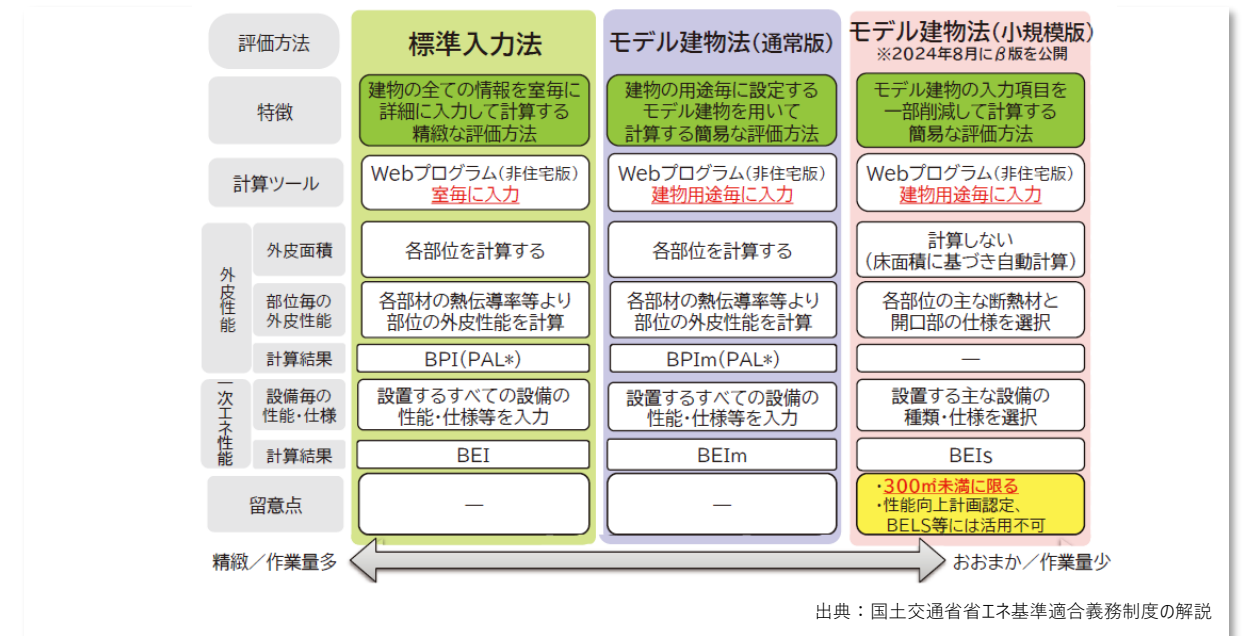 評価方法
標準入力法
モデル建物法(通常版)
モデル建物法(小規模版)
※2024年8月にβ版を公開
特徴
建物の全ての情報を室毎に
詳細に入力して計算する
精緻な評価方法
建物の用途毎に設定する
モデル建物を用いて
計算する簡易な評価方法
モデル建物の入力項目を
一部削減して計算する
簡易な評価方法
計算ツール
Webプログラム(非住宅版)
室毎に入力
Webプログラム(非住宅版)
建物用途毎に入力
Webプログラム(非住宅版)
建物用途毎に入力
外皮性能
外皮面積
各部位を計算する
各部位を計算する
計算しない
(床面積に基づき自動計算)
部位毎の
外皮性能
各部材の熱伝導率等より
部位の外皮性能を計算
各部材の熱伝導率等より
部位の外皮性能を計算
各部位の主な断熱材と
開口部の仕様を選択
計算結果
BPI(PAL*)
BPIm(PAL*)
―
一次エネ性能
設備毎の
性能・仕様
設置するすべての設備の
性能・仕様等を入力
設置するすべての設備の
性能・仕様等を入力
設置する主な設備の
種類・仕様を選択
計算結果
BEI
BEIm
BEIs
留意点
―
―
・300㎡未満に限る
・性能向上計画認定、
BELS等には活用不可
精緻/作業量多
おおまか/作業量少
出典:国土交通省省エネ基準適合義務制度の解説